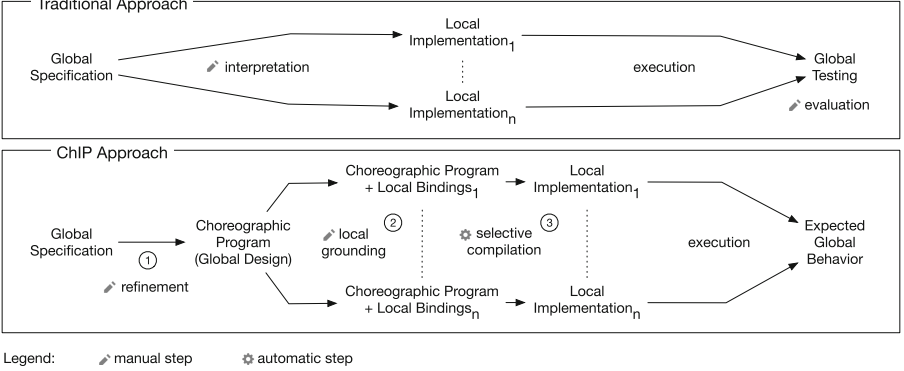 Traditional Approach
Global
Specification
interpretation
Local
Implementation1
Local
Implementationn
execution
Global
Testing
evaluation
ChIP Approach
Global
Specification
1
refinement
Choreographic
Program
(Global Design)
Choreographic Program
+ Local Bindings1
2
local
grounding
Choreographic Program
+ Local Bindingsn
3
selective
compilation
Local
Implementation1
Local
Implementationn
execution
Expected
Global
Behavior
Legend:
manual step
automatic step